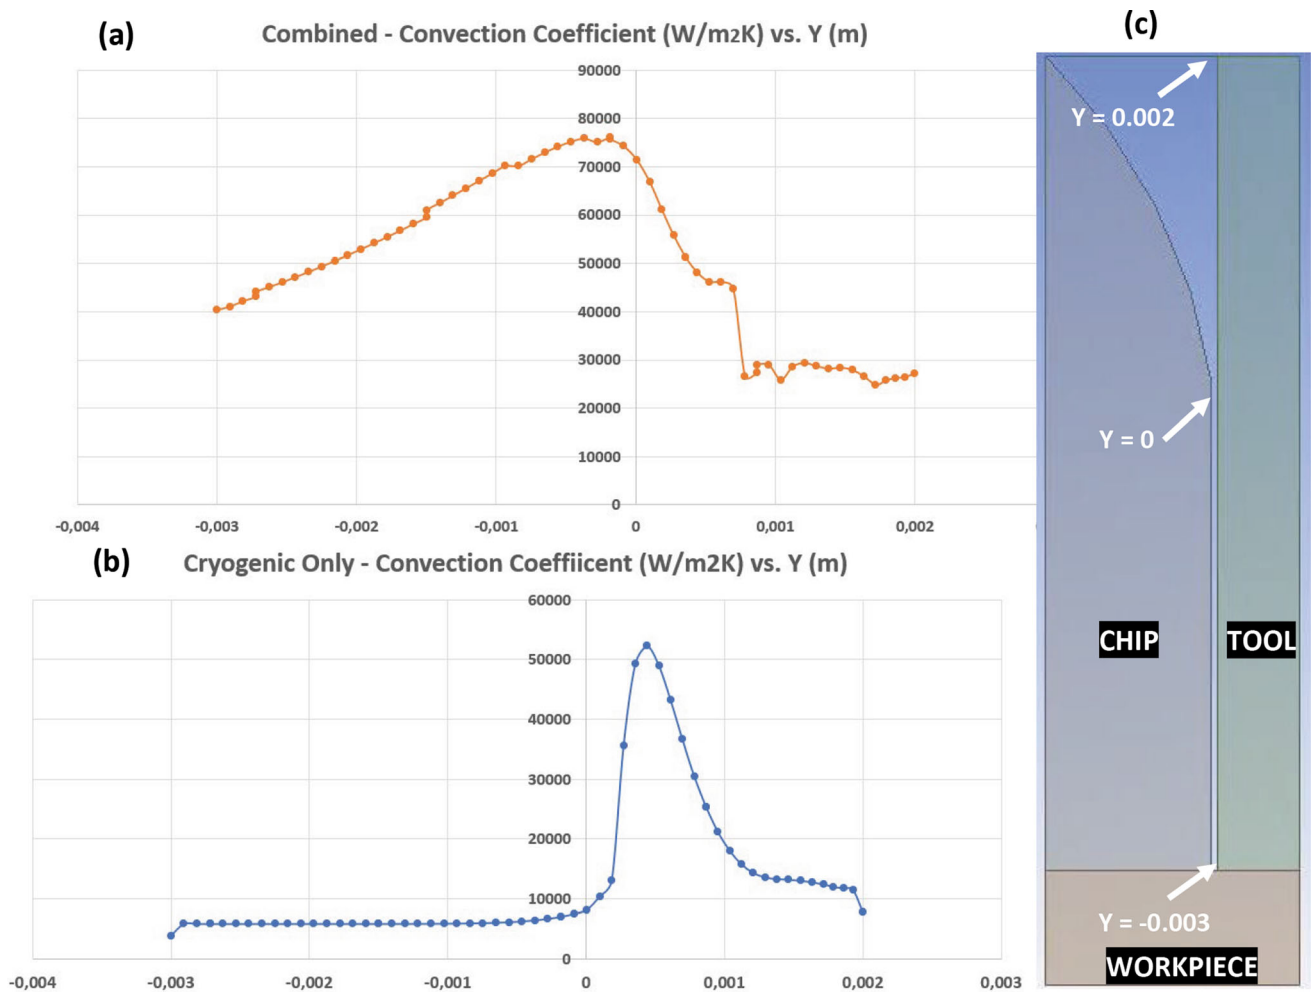 (a)
Combined - Convection Coefficient (W/m2K) vs. Y (m)
90000
80000
70000
60000
50000
40000
30000
20000
10000
0
-0,004
-0,003
-0,002
-0,001
0
0,001
0,002
(b)
Cryogenic Only - Convection Coeffiicent (W/m2K) vs. Y (m)
60000
50000
40000
30000
20000
10000
0
-0,004
-0,003
-0,002
-0,001
0
0,001
0,002
0,003
(c)
Y = 0.002
Y = 0
CHIP
TOOL
Y = -0.003
WORKPIECE